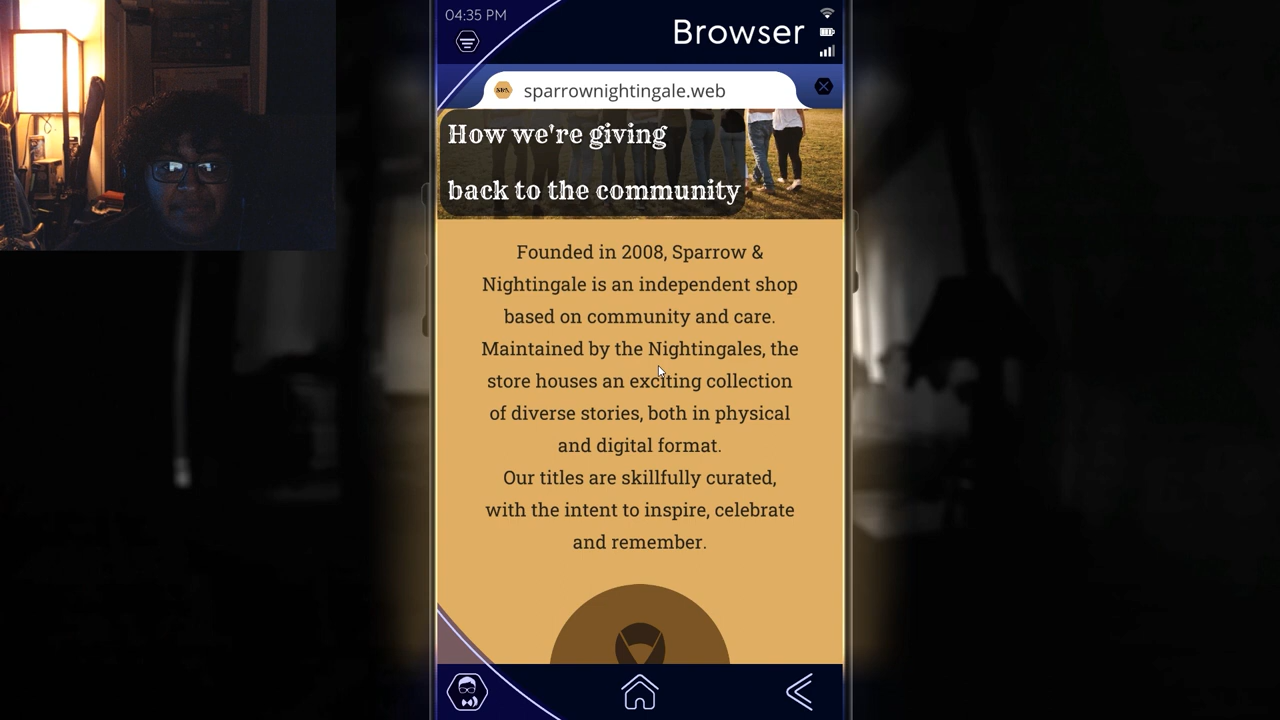 04:35 PM
Browser
sparrownightingale.web
How we're giving
back to the community
Founded in 2008, Sparrow &
Nightingale is an independent shop
based on community and care.
Maintained by the Nightingales, the
store houses an exciting collection
of diverse stories, both in physical
and digital format.
Our titles are skillfully curated,
with the intent to inspire, celebrate
and remember.